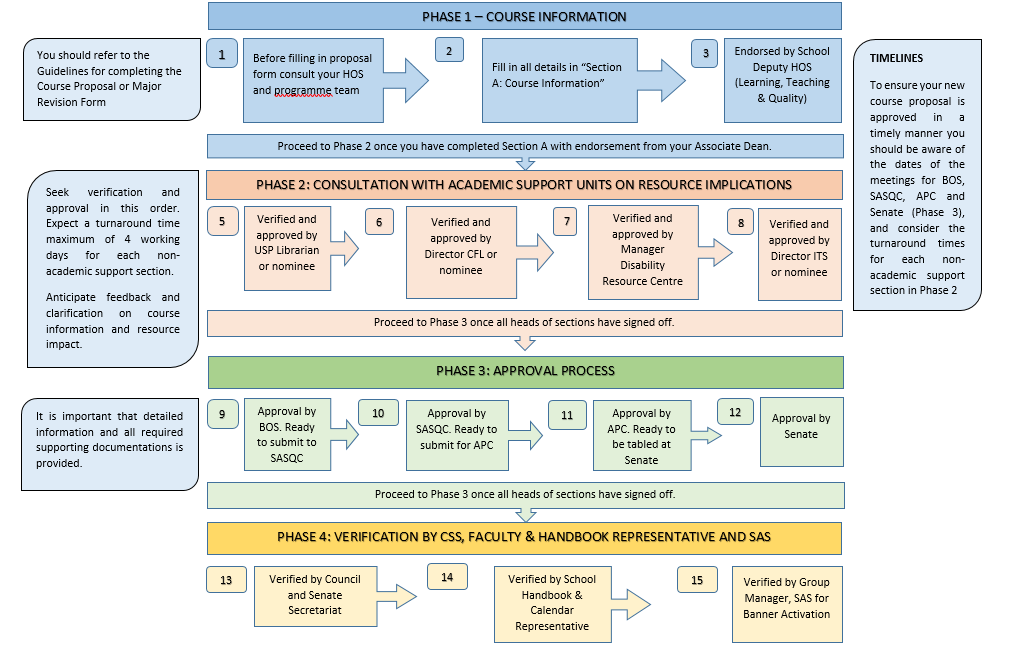 PHASE 1 – COURSE INFORMATION
You should refer to the
Guidelines for completing the
Course Proposal or Major
Revision Form
1
Before filling in proposal
form consult your HOS
and programme team
2
Fill in all details in “Section
A: Course Information”
3
Endorsed by School
Deputy HOS
(Learning, Teaching
& Quality)
TIMELINES
To ensure your new
course proposal is
approved in a
timely manner you
should be aware of
the dates of the
meetings for BOS,
SASQC, APC and
Senate (Phase 3),
and consider the
turnaround times
for each non-
academic support
section in Phase 2
Proceed to Phase 2 once you have completed Section A with endorsement from your Associate Dean.
PHASE 2: CONSULTATION WITH ACADEMIC SUPPORT UNITS ON RESOURCE IMPLICATIONS
Seek verification and
approval in this order.
Expect a turnaround time
maximum of 4 working
days for each non-
academic support section.
Anticipate feedback and
clarification on course
information and resource
impact.
5
Verified and
approved by
USP Librarian
or nominee
6
Verified and
approved by
Director CFL or
nominee
7
Verified and
approved by
Manager
Disability
Resource Centre
8
Verified and
approved by
Director ITS
or nominee
Proceed to Phase 3 once all heads of sections have signed off.
PHASE 3: APPROVAL PROCESS
It is important that detailed
information and all required
supporting documentations is
provided.
9
Approval by
BOS. Ready
to submit to
SASQC
10
Approval by
SASQC. Ready to
submit for APC
11
Approval by
APC. Ready to
be tabled at
Senate
12
Approval by
Senate
Proceed to Phase 3 once all heads of sections have signed off.
PHASE 4: VERIFICATION BY CSS, FACULTY & HANDBOOK REPRESENTATIVE AND SAS
13
Verified by Council
and Senate
Secretariat
14
Verified by School
Handbook &
Calendar
Representative
15
Verified by Group
Manager, SAS for
Banner Activation